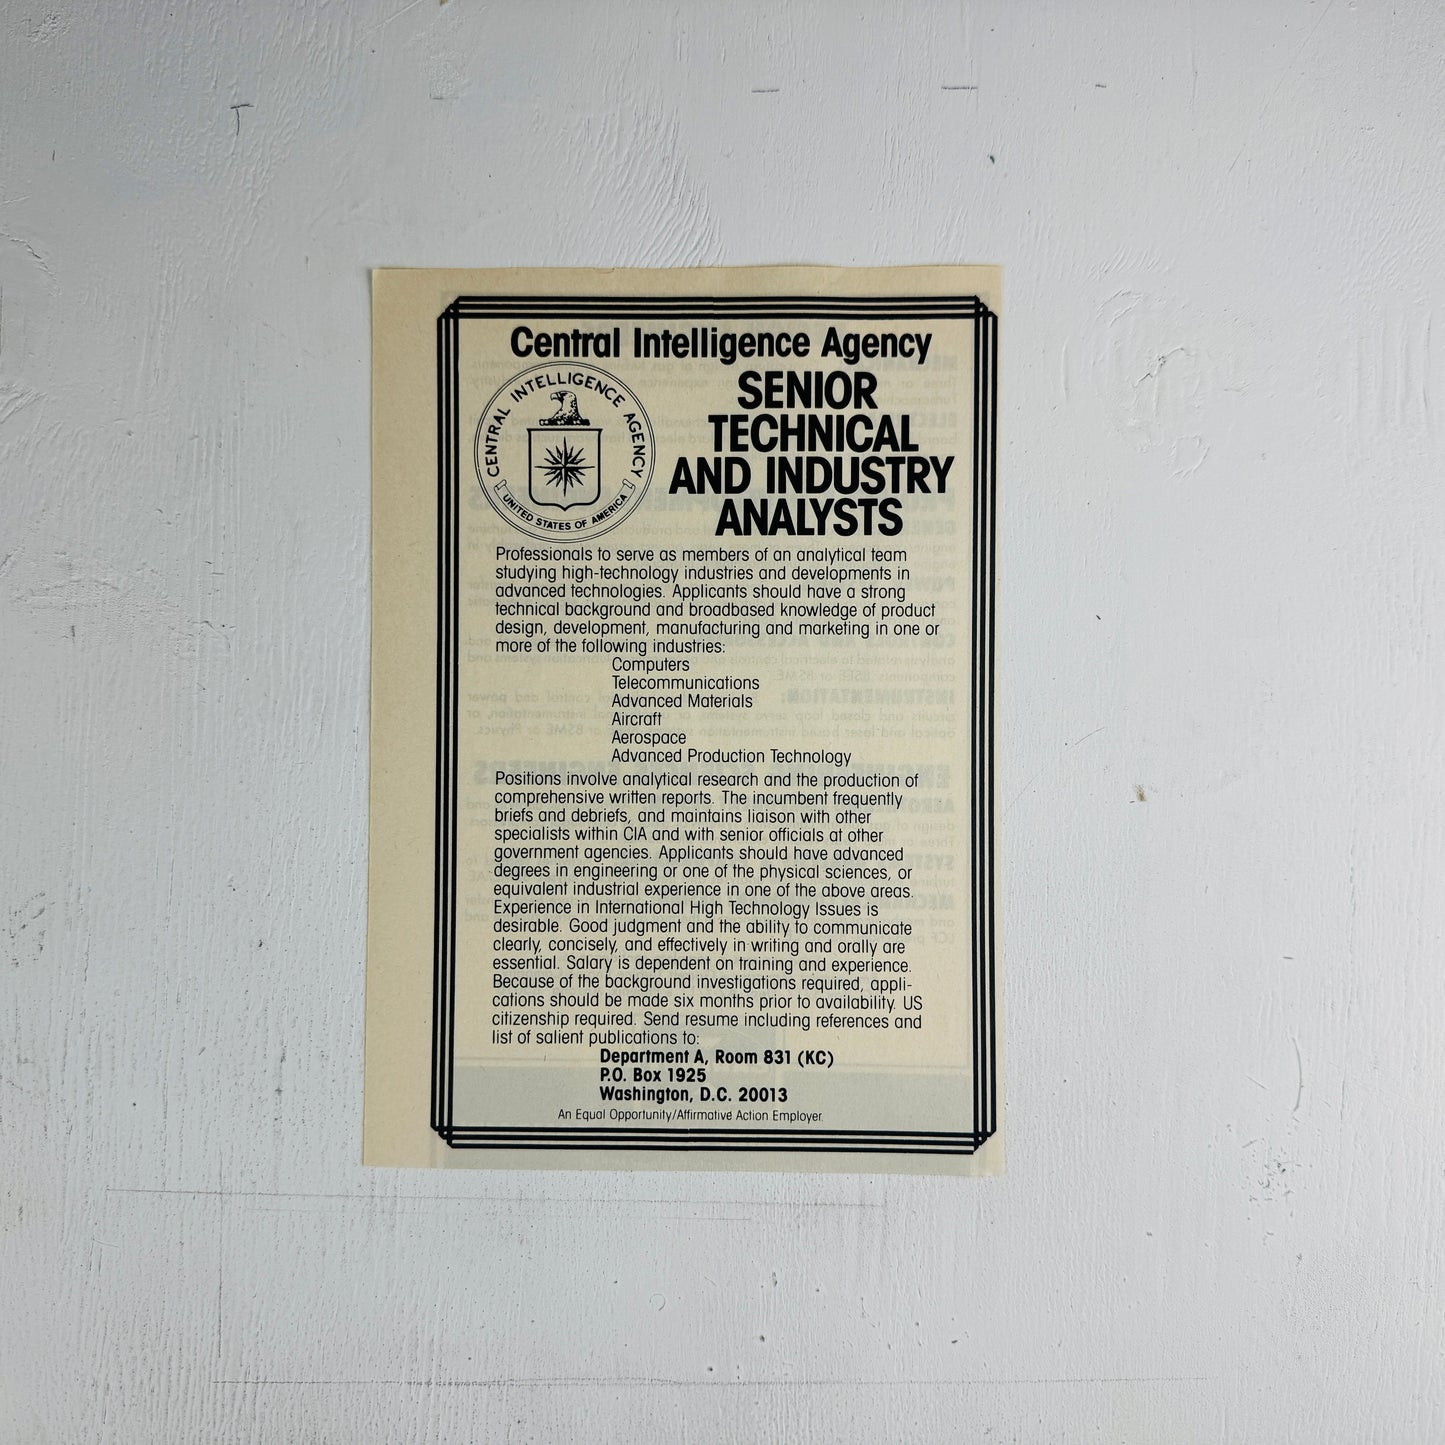 Central Intelligence Agency
CENTRAL INTELLIGENCE AGENCY
UNITED STATES OF AMERICA
SENIOR
TECHNICAL
AND INDUSTRY
ANALYSTS
Professionals to serve as members of an analytical team
studying high-technology industries and developments in
advanced technologies. Applicants should have a strong
technical background and broadbased knowledge of product
design, development, manufacturing and marketing in one or
more of the following industries:
Computers
Telecommunications
Advanced Materials
Aircraft
Aerospace
Advanced Production Technology
Positions involve analytical research and the production of
comprehensive written reports. The incumbent frequently
briefs and debriefs, and maintains liaison with other
specialists within CIA and with senior officials at other
government agencies. Applicants should have advanced
degrees in engineering or one of the physical sciences, or
equivalent industrial experience in one of the above areas.
Experience in International High Technology Issues is
desirable. Good judgment and the ability to communicate
clearly, concisely, and effectively in writing and orally are
essential. Salary is dependent on training and experience.
Because of the background investigations required, appli-
cations should be made six months prior to availability. US
citizenship required. Send resume including references and
list of salient publications to:
Department A, Room 831 (KC)
P.O. Box 1925
Washington, D.C. 20013
An Equal Opportunity/Affirmative Action Employer.